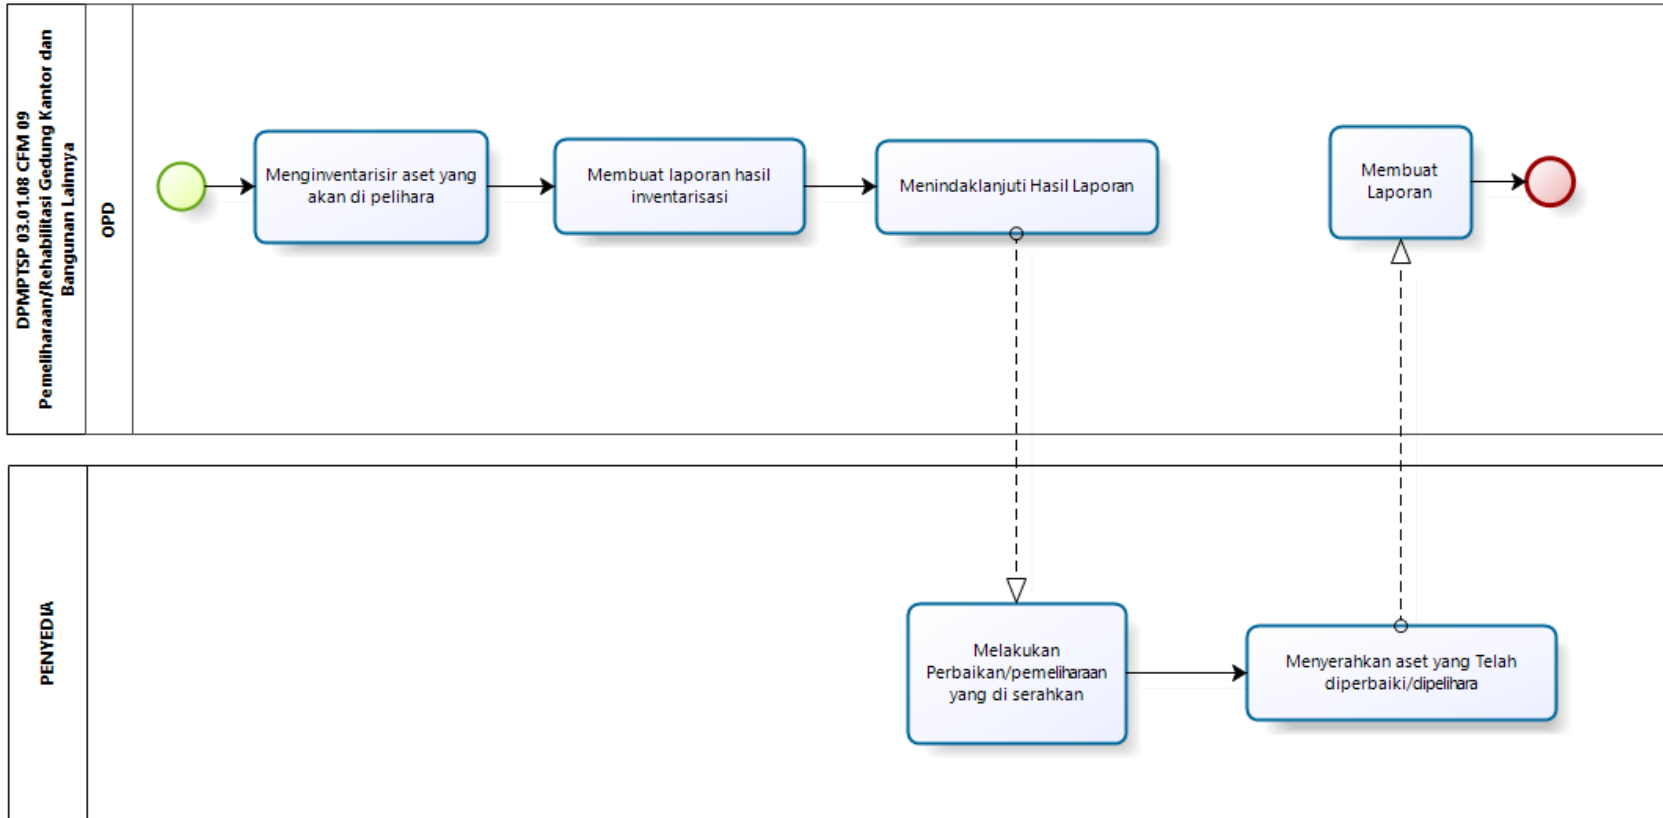 DPMPTSP 03.01.08 CFM 09
Pemeliharaan/Rehabilitasi Gedung Kantor dan
Bangunan Lainnya
OPD
Menginventarisir aset yang
akan di pelihara
Membuat laporan hasil
inventarisasi
Menindaklanjuti Hasil Laporan
Membuat
Laporan
PENYEDIA
Melakukan
Perbaikan/pemeliharaan
yang di serahkan
Menyerahkan aset yang Telah
diperbaiki/dipelihara